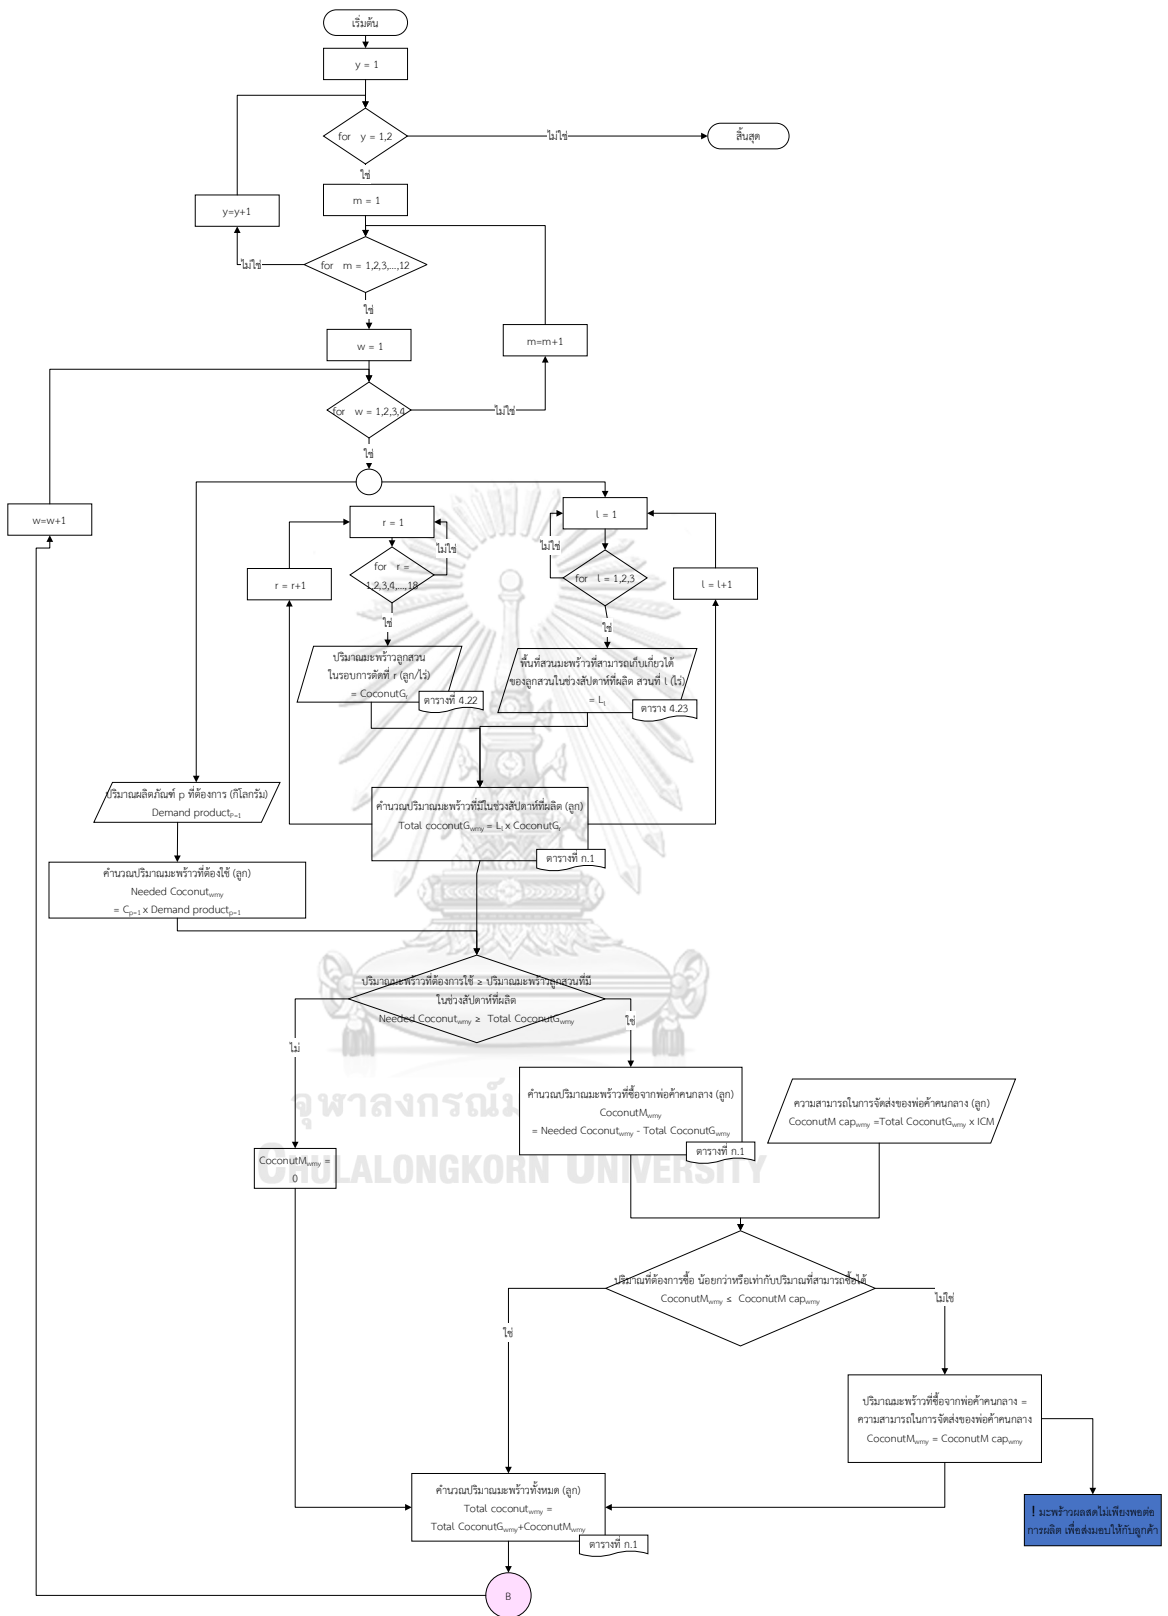 เริ่มต้น
y = 1
for y = 1,2
ไม่ใช่
สิ้นสุด
ใช่
m = 1
y=y+1
ไม่ใช่
for m = 1,2,3,...,12
ใช่
w = 1
m=m+1
for w = 1,2,3,4
ไม่ใช่
ใช่
w=w+1
r = 1
l = 1
ไม่ใช่
ไม่ใช่
for r =
1,2,3,4,...,18
for l = 1,2,3
r = r+1
l = l+1
ใช่
ใช่
ปริมาณมะพร้าวลูกสวน
ในรอบการตัดที่ r (ลูก/ไร่)
= CoconutGᵣ
ตารางที่ 4.22
พื้นที่สวนมะพร้าวที่สามารถเก็บเกี่ยวได้
ของลูกสวนในช่วงสัปดาห์ที่ผลิต สวนที่ l (ไร่)
= Lₗ
ตาราง 4.23
ปริมาณผลิตภัณฑ์ p ที่ต้องการ (กิโลกรัม)
Demand productP=1
คำนวณปริมาณมะพร้าวที่มีในช่วงสัปดาห์ที่ผลิต (ลูก)
Total coconutGwmy = Lₗ x CoconutGᵣ
ตารางที่ ก.1
คำนวณปริมาณมะพร้าวที่ต้องใช้ (ลูก)
Needed Coconutwmy
= Cp=1 x Demand productp=1
ปริมาณมะพร้าวที่ต้องการใช้ ≥ ปริมาณมะพร้าวลูกสวนที่มี
ในช่วงสัปดาห์ที่ผลิต
Needed Coconutwmy ≥ Total CoconutGwmy
ไม่
ใช่
คำนวณปริมาณมะพร้าวที่ซื้อจากพ่อค้าคนกลาง (ลูก)
CoconutMwmy
= Needed Coconutwmy - Total CoconutGwmy
ตารางที่ ก.1
ความสามารถในการจัดส่งของพ่อค้าคนกลาง (ลูก)
CoconutM capwmy =Total CoconutGwmy x ICM
CoconutMwmy =
0
จุฬาลงกรณ์ม
CHULALONGKORN UNIVERSITY
ปริมาณที่ต้องการซื้อ น้อยกว่าหรือเท่ากับปริมาณที่สามารถซื้อได้
CoconutMwmy ≤ CoconutM capwmy
ไม่ใช่
ใช่
ปริมาณมะพร้าวที่ซื้อจากพ่อค้าคนกลาง =
ความสามารถในการจัดส่งของพ่อค้าคนกลาง
CoconutMwmy = CoconutM capwmy
คำนวณปริมาณมะพร้าวทั้งหมด (ลูก)
Total coconutwmy =
Total CoconutGwmy+CoconutMwmy
ตารางที่ ก.1
! มะพร้าวผลสดไม่เพียงพอต่อ
การผลิต เพื่อส่งมอบให้กับลูกค้า
B